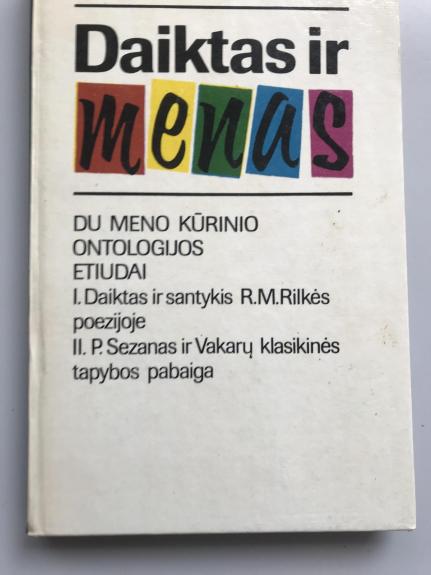 Daiktas ir
menas
DU MENO KŪRINIO
ONTOLOGIJOS
ETIUDAI
I. Daiktas ir santykis R.M.Rilkės
poezijoje
II. P. Sezanas ir Vakarų klasikinės
tapybos pabaiga